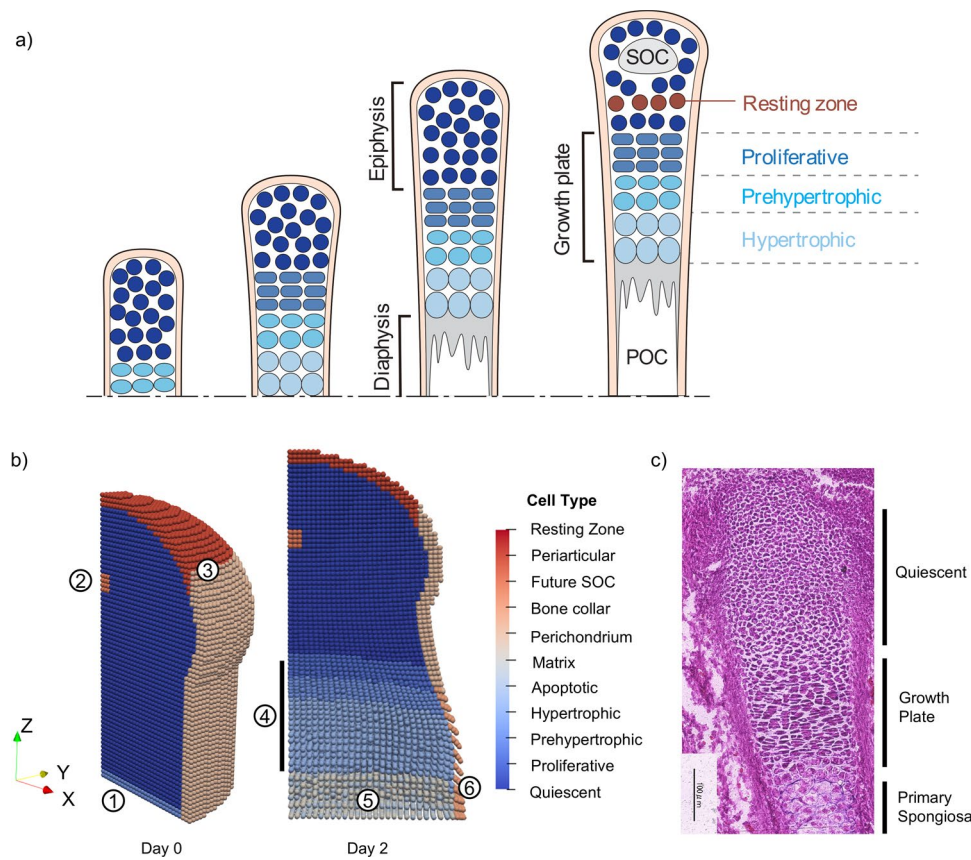 a)
SOC
Resting zone
Epiphysis
Growth plate
Proliferative
Prehypertrophic
Hypertrophic
Diaphysis
POC
b)
c)
Cell Type
Resting Zone
Periarticular
Future SOC
Bone collar
Perichondrium
Matrix
Apoptotic
Hypertrophic
Prehypertrophic
Proliferative
Quiescent
①
②
③
④
⑤
⑥
Z
Y
X
Day 0
Day 2
Quiescent
Growth
Plate
Primary
Spongiosa
100 µm